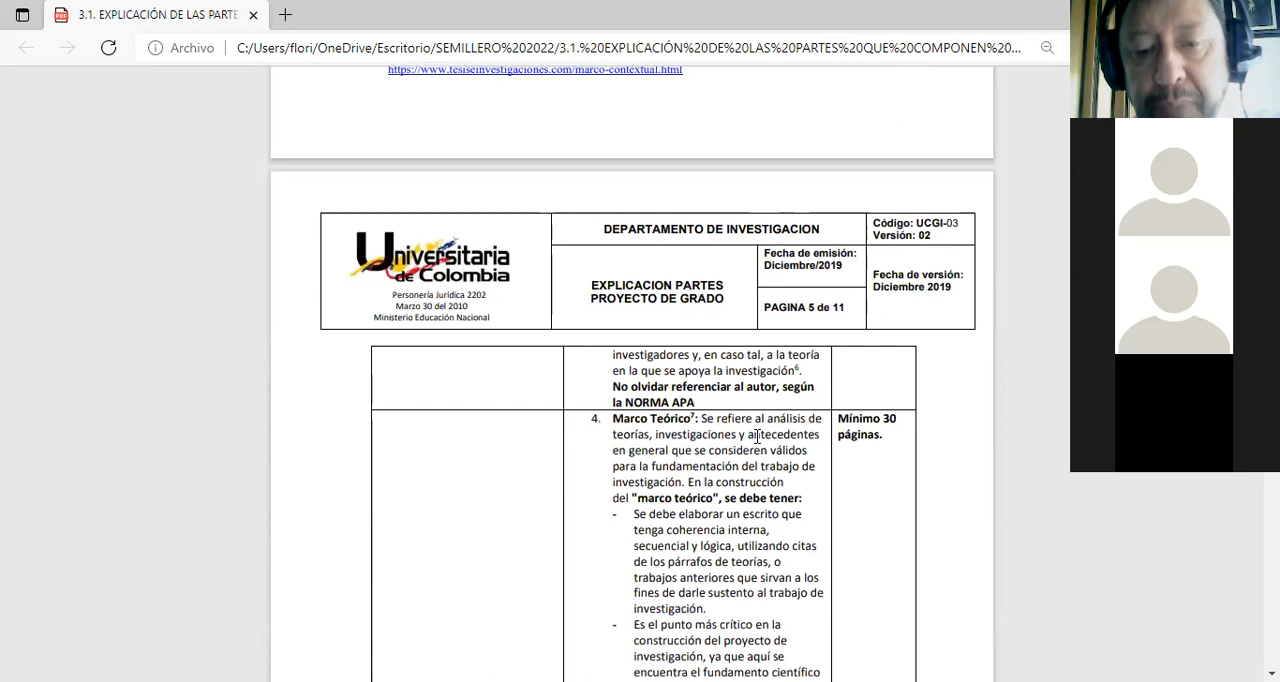 3.1. EXPLICACIÓN DE LAS PARTE
Archivo
C:/Users/flori/OneDrive/Escritorio/SEMILLERO%202022/3.1.%20EXPLICACIÓN%20DE%20LAS%20PARTES%20QUE%20COMPONEN%20...
https://www.tesiseinvestigaciones.com/marco-contextual.html
Universitaria
de Colombia
Personería Jurídica 2202
Marzo 30 del 2010
Ministerio Educación Nacional
DEPARTAMENTO DE INVESTIGACION
Código: UCGI-03
Versión: 02
EXPLICACION PARTES
PROYECTO DE GRADO
Fecha de emisión:
Diciembre/2019
PAGINA 5 de 11
Fecha de versión:
Diciembre 2019
investigadores y, en caso tal, a la teoría
en la que se apoya la investigación⁶.
No olvidar referenciar al autor, según
la NORMA APA
4. Marco Teórico⁷: Se refiere al análisis de
teorías, investigaciones y antecedentes
en general que se consideren válidos
para la fundamentación del trabajo de
investigación. En la construcción
del "marco teórico", se debe tener:
- Se debe elaborar un escrito que
tenga coherencia interna,
secuencial y lógica, utilizando citas
de los párrafos de teorías, o
trabajos anteriores que sirvan a los
fines de darle sustento al trabajo de
investigación.
- Es el punto más crítico en la
construcción del proyecto de
investigación, ya que aquí se
encuentra el fundamento científico
Mínimo 30
páginas.